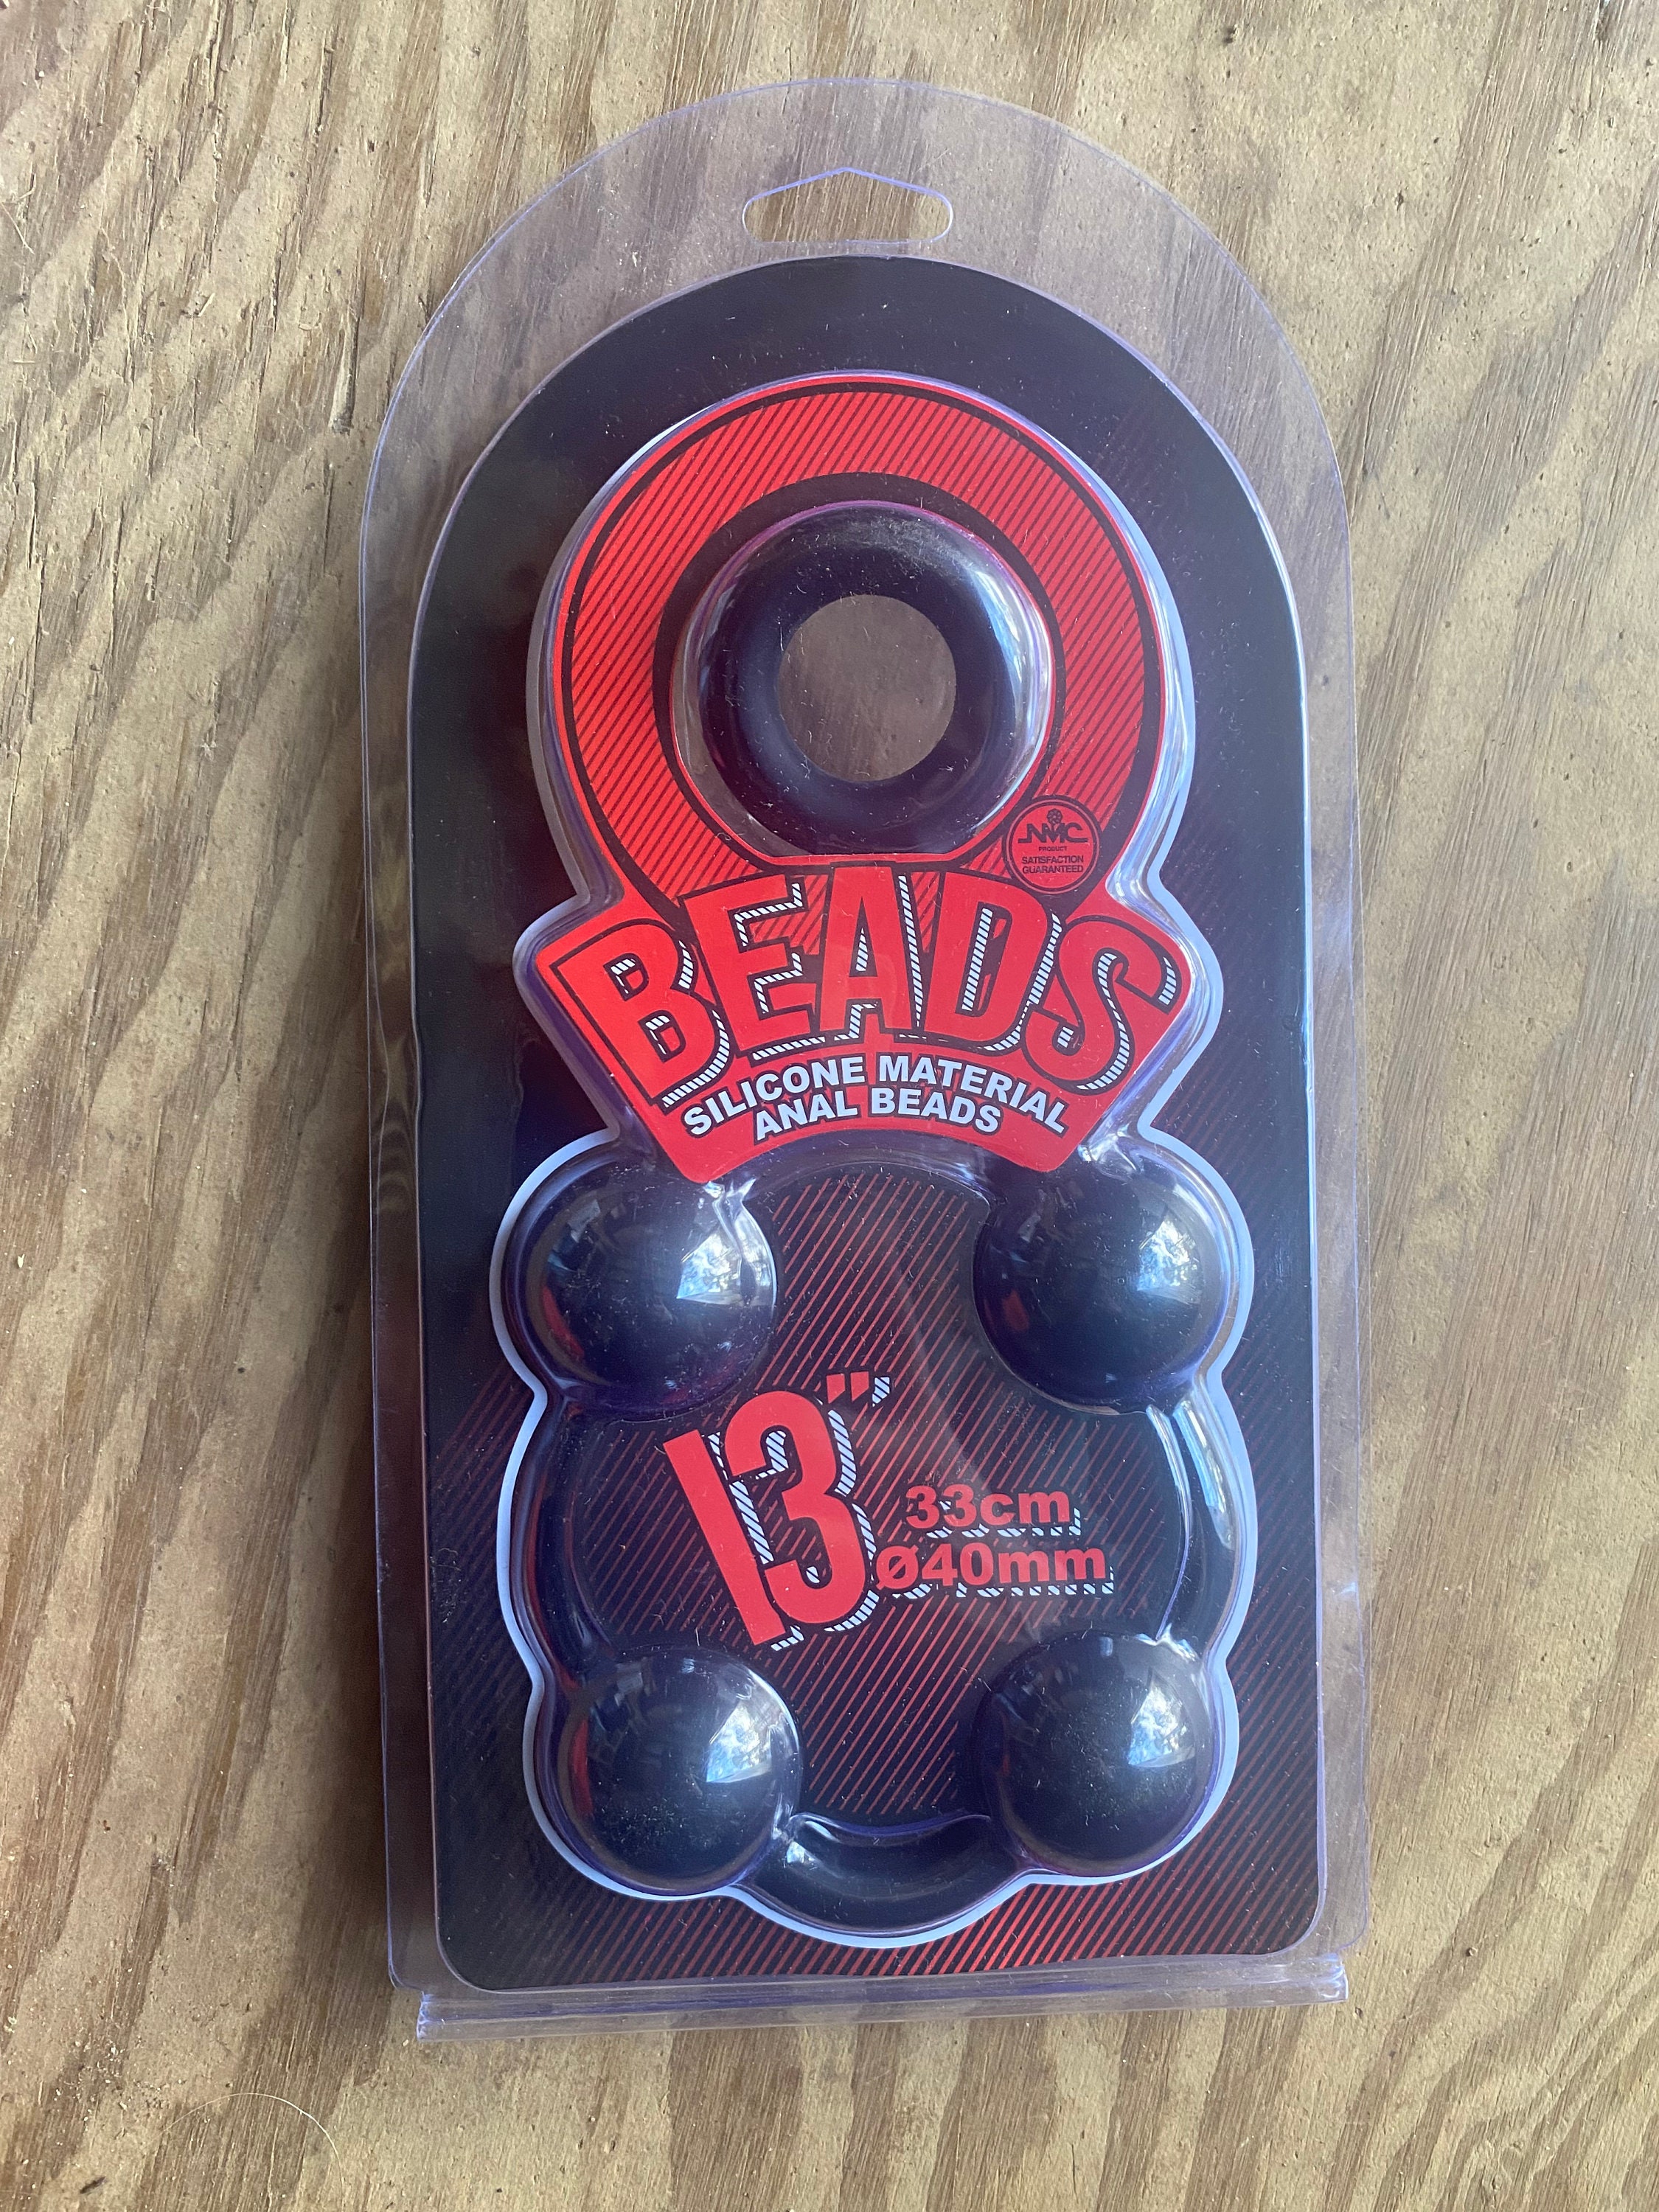 NMC
PRODUCT
SATISFACTION
GUARANTEED
BEADS
SILICONE MATERIAL
ANAL BEADS
13"
33cm
Ø40mm